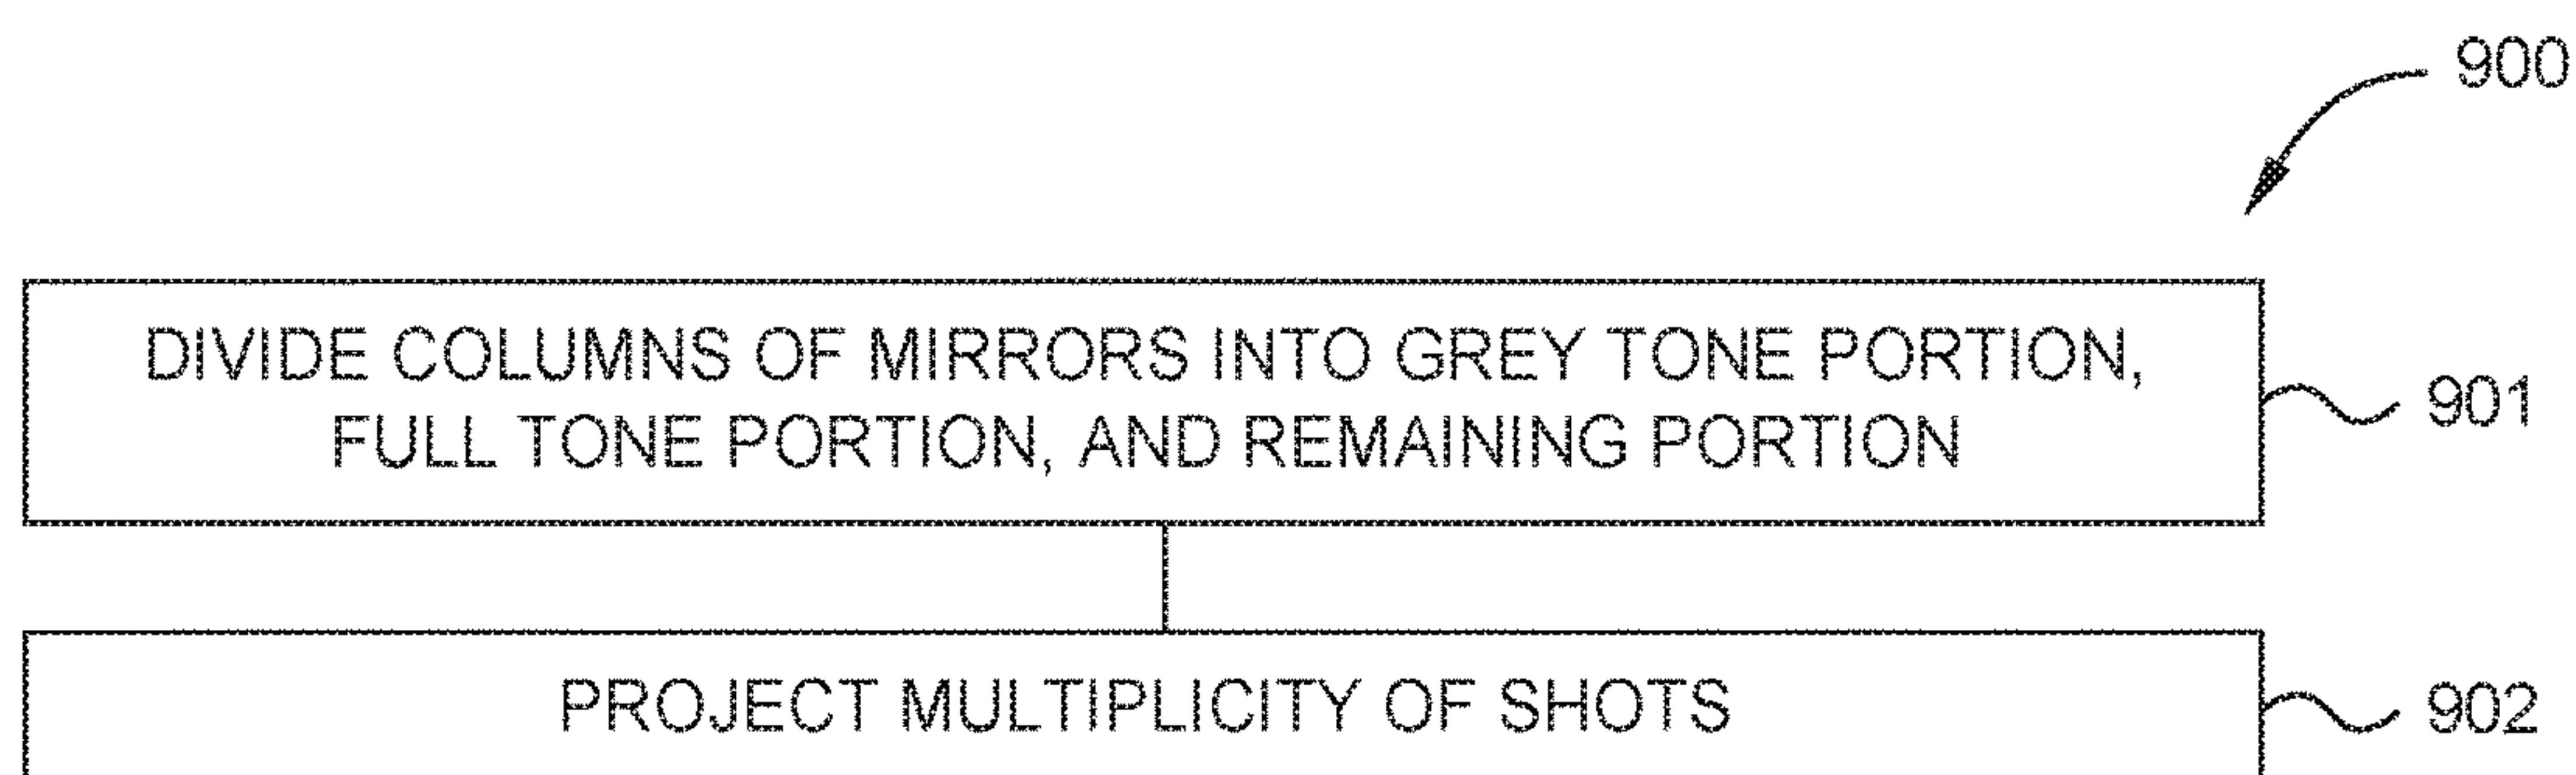 900
DIVIDE COLUMNS OF MIRRORS INTO GREY TONE PORTION,
FULL TONE PORTION, AND REMAINING PORTION
901
PROJECT MULTIPLICITY OF SHOTS
902